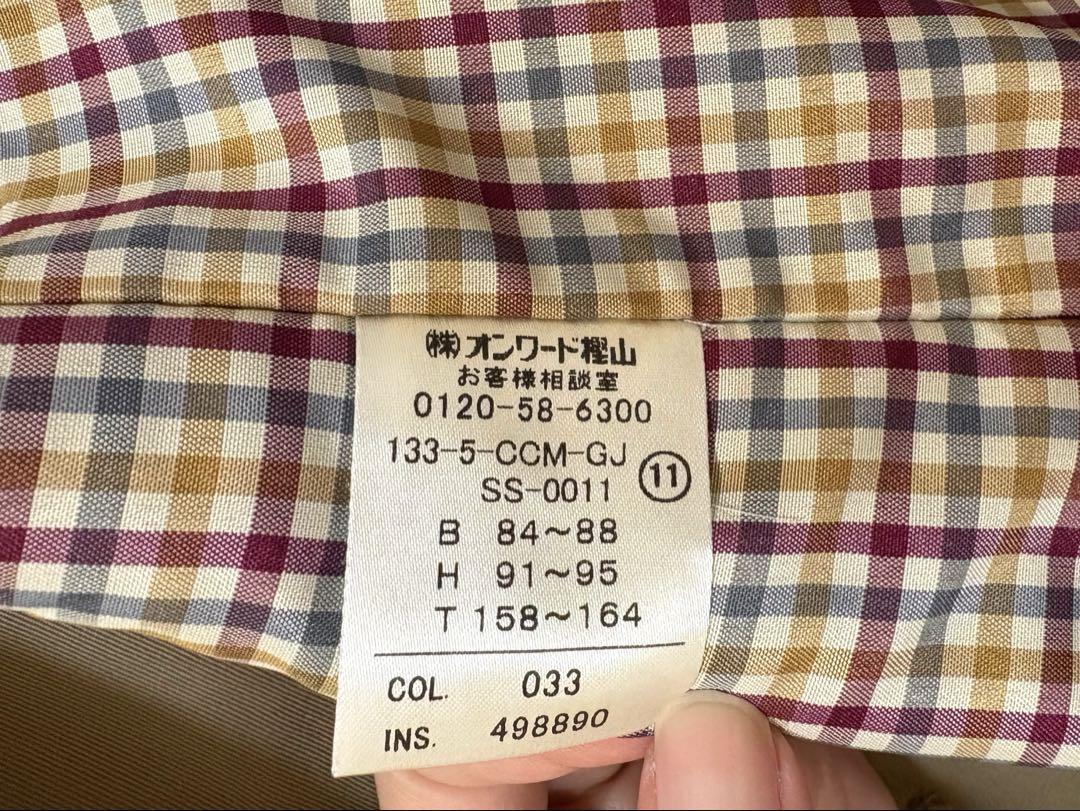 ㈱オンワード樫山
お客様相談室
0120-58-6300
133-5-CCM-GJ
SS-0011
⑪
B 84~88
H 91~95
T 158~164
COL. 033
INS. 498890